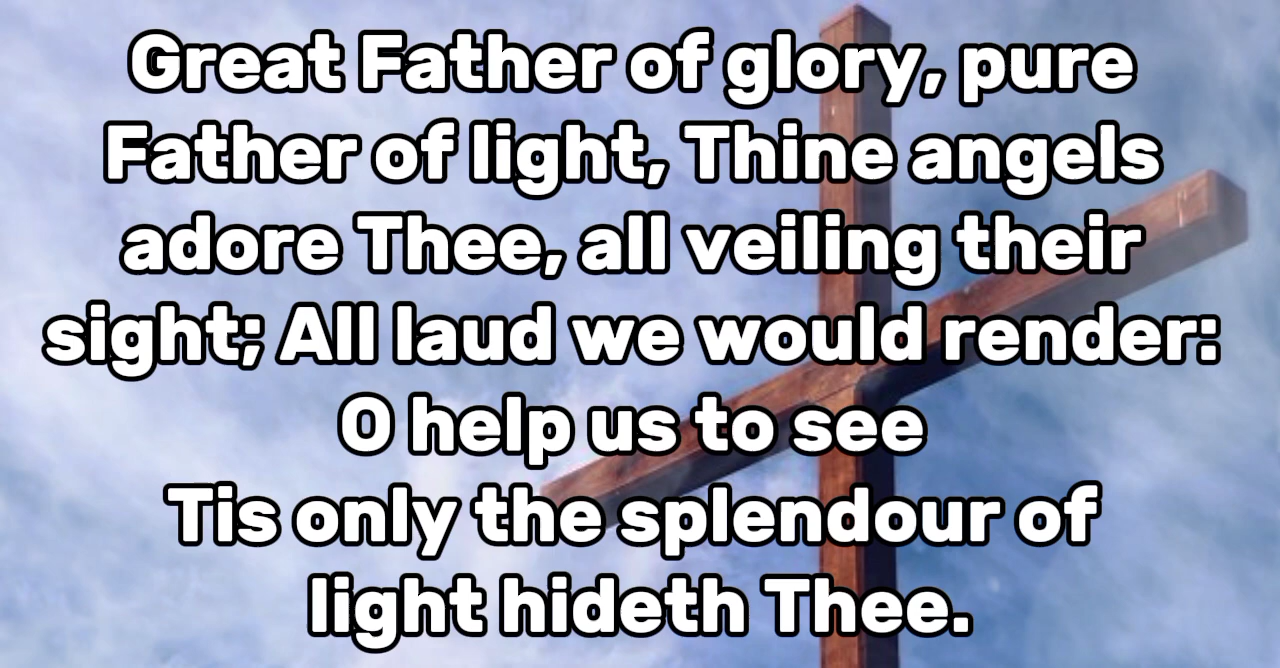 Great Father of glory, pure
Father of light, Thine angels
adore Thee, all veiling their
sight; All laud we would render:
O help us to see
Tis only the splendour of
light hideth Thee.